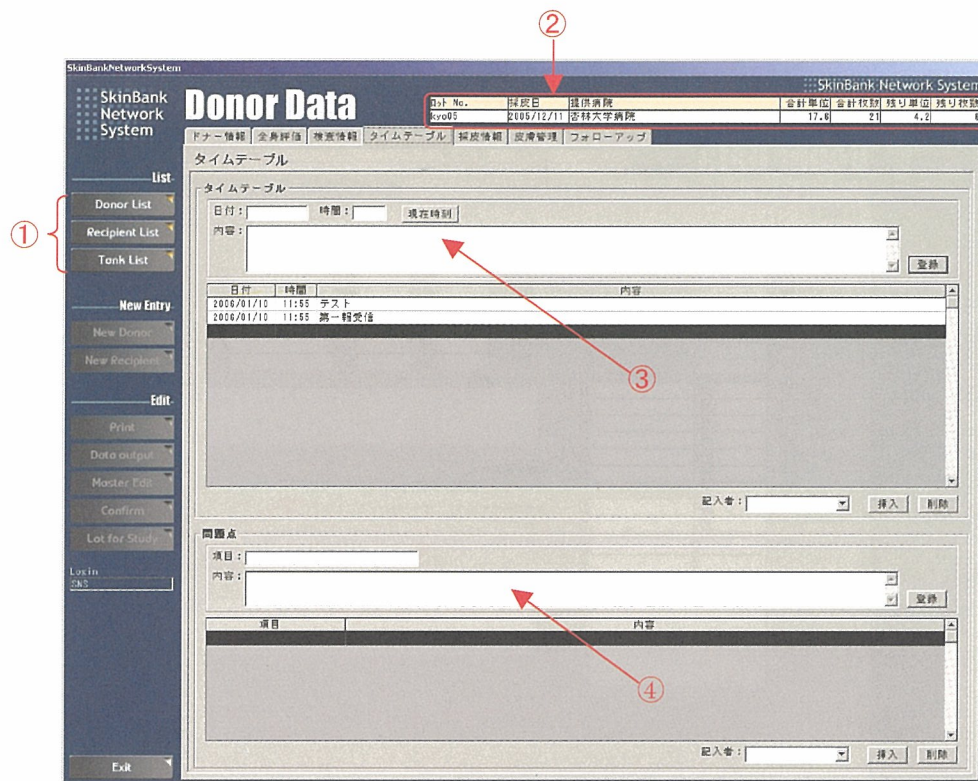 ②
SkinBankNetworkSystem
SkinBank Network System
SkinBank
Network
System
Donor Data
ロット No. 採皮日 提供病院 合計単位 合計枚数 残り単位 残り枚数
kyo05 2005/12/11 杏林大学病院 17.6 21 4.2
ドナー情報 全身評価 検査情報 タイムテーブル 採皮情報 皮膚管理 フォローアップ
タイムテーブル
List
①
Donor List
Recipient List
Tank List
タイムテーブル
日付: 時間: 現在時刻
内容:
登録
日付 時間 内容
2006/01/10 11:55 テスト
2006/01/10 11:55 第一報受信
③
New Entry
New Donor
New Recipient
Edit
Print
Data output
Master Edit
Confirm
Lot for Study
記入者: 挿入 削除
問題点
項目:
内容:
登録
Login
SNS
項目 内容
④
記入者: 挿入 削除
Exit